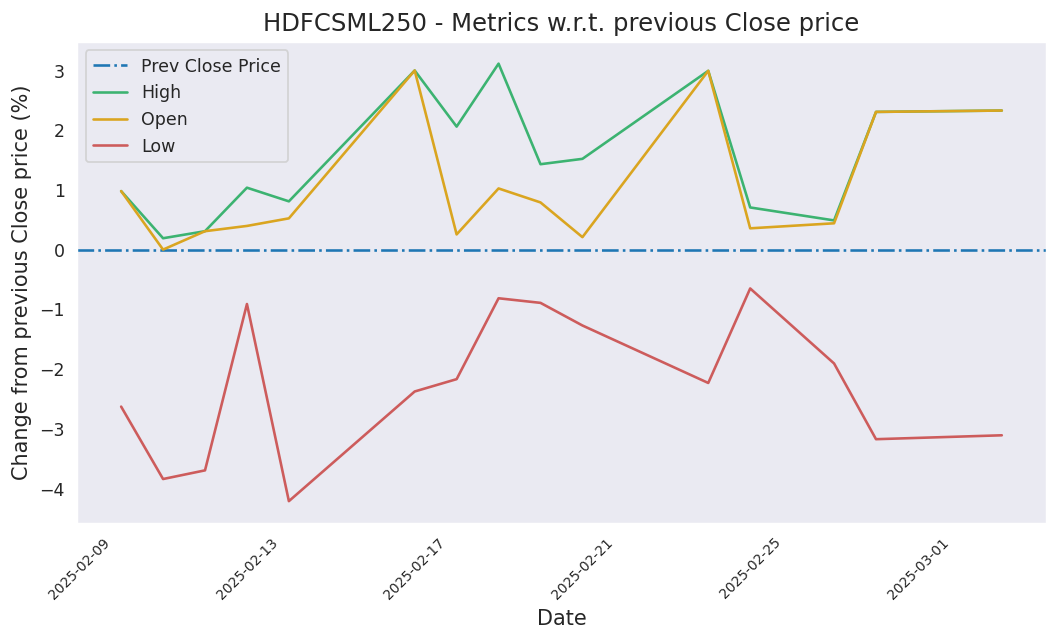 HDFCSML250 - Metrics w.r.t. previous Close price
Prev Close Price
High
Open
Low
Change from previous Close price (%)
3
2
1
0
−1
−2
−3
−4
2025-02-09
2025-02-13
2025-02-17
2025-02-21
2025-02-25
2025-03-01
Date